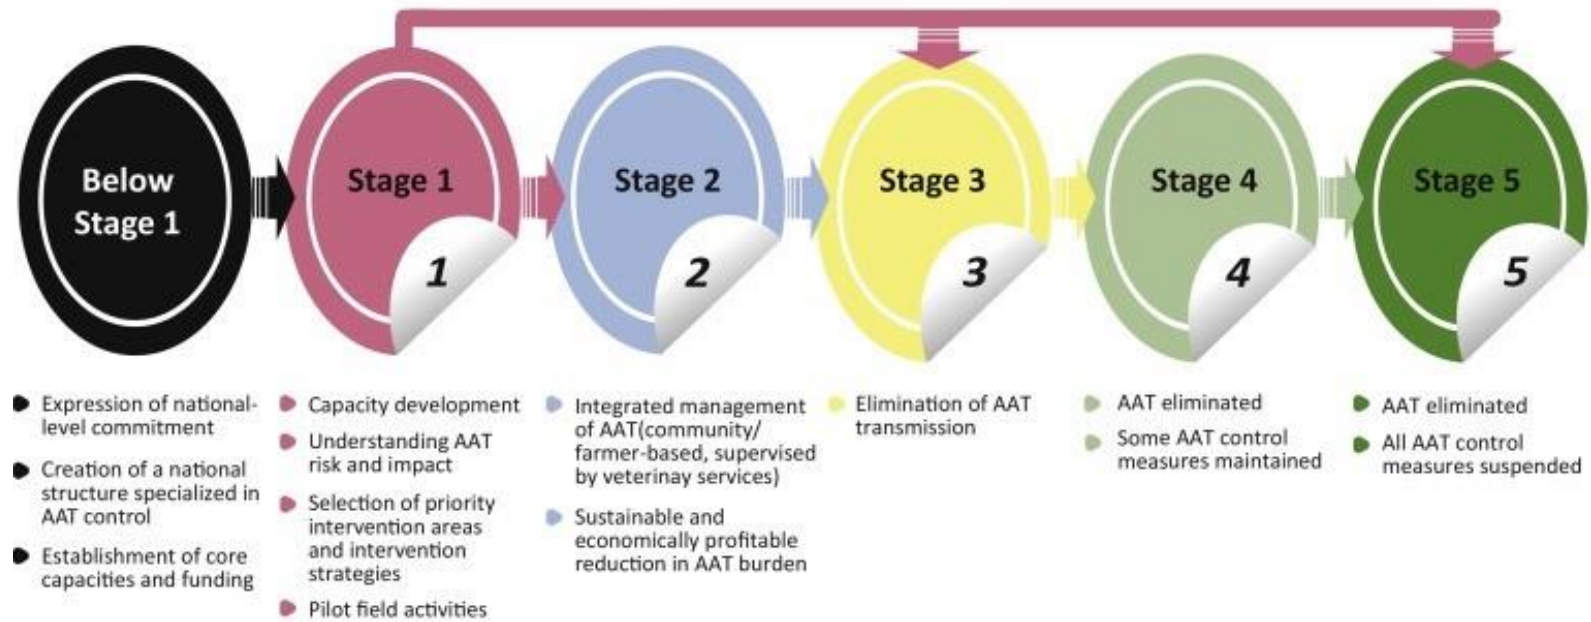 Below
Stage 1
Stage 1
1
Stage 2
2
Stage 3
3
Stage 4
4
Stage 5
5
Expression of national-
level commitment
Creation of a national
structure specialized in
AAT control
Establishment of core
capacities and funding
Capacity development
Understanding AAT
risk and impact
Selection of priority
intervention areas
and intervention
strategies
Pilot field activities
Integrated management
of AAT(community/
farmer-based, supervised
by veterinay services)
Sustainable and
economically profitable
reduction in AAT burden
Elimination of AAT
transmission
AAT eliminated
Some AAT control
measures maintained
AAT eliminated
All AAT control
measures suspended